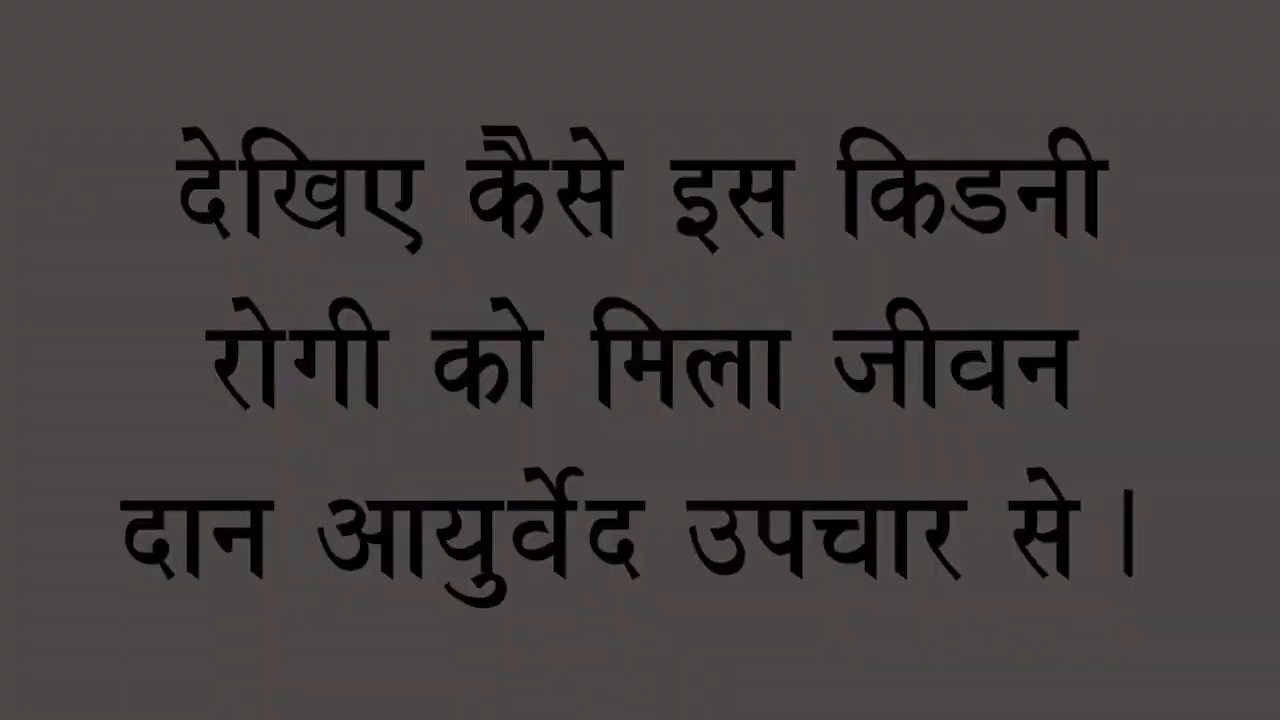 देखिए कैसे इस किडनी
रोगी को मिला जीवन
दान आयुर्वेद उपचार से ।